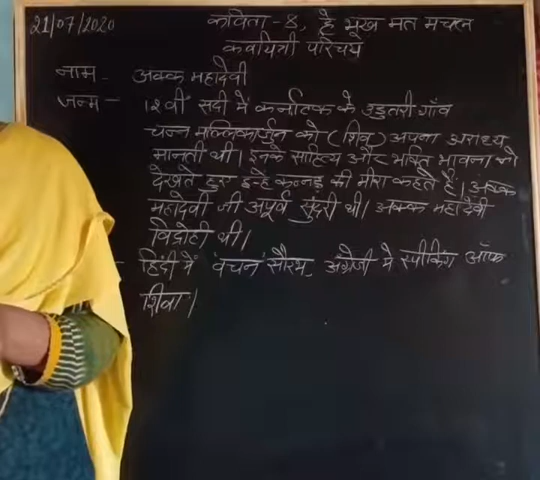 21/07/2020
कविता - 8, है भूख मत मचल
कवयित्री परिचय
नाम - अक्क महादेवी
जन्म - 12वीं सदी में कर्नाटक के उडुतरी गाँव
चन्न मल्लिकार्जुन को (शिव) अपना अराध्य
मानती थी। इनके साहित्य और भक्ति भावना को
देखते हुए इन्हें कन्नड़ की मीरा कहते हैं। अक्क
महादेवी जी अपूर्व सुंदरी थी। अक्क महादेवी
विद्रोही थी।
- हिंदी में वचन सौरभ अंग्रेजी मे स्पीकिंग ऑफ
शिवा।